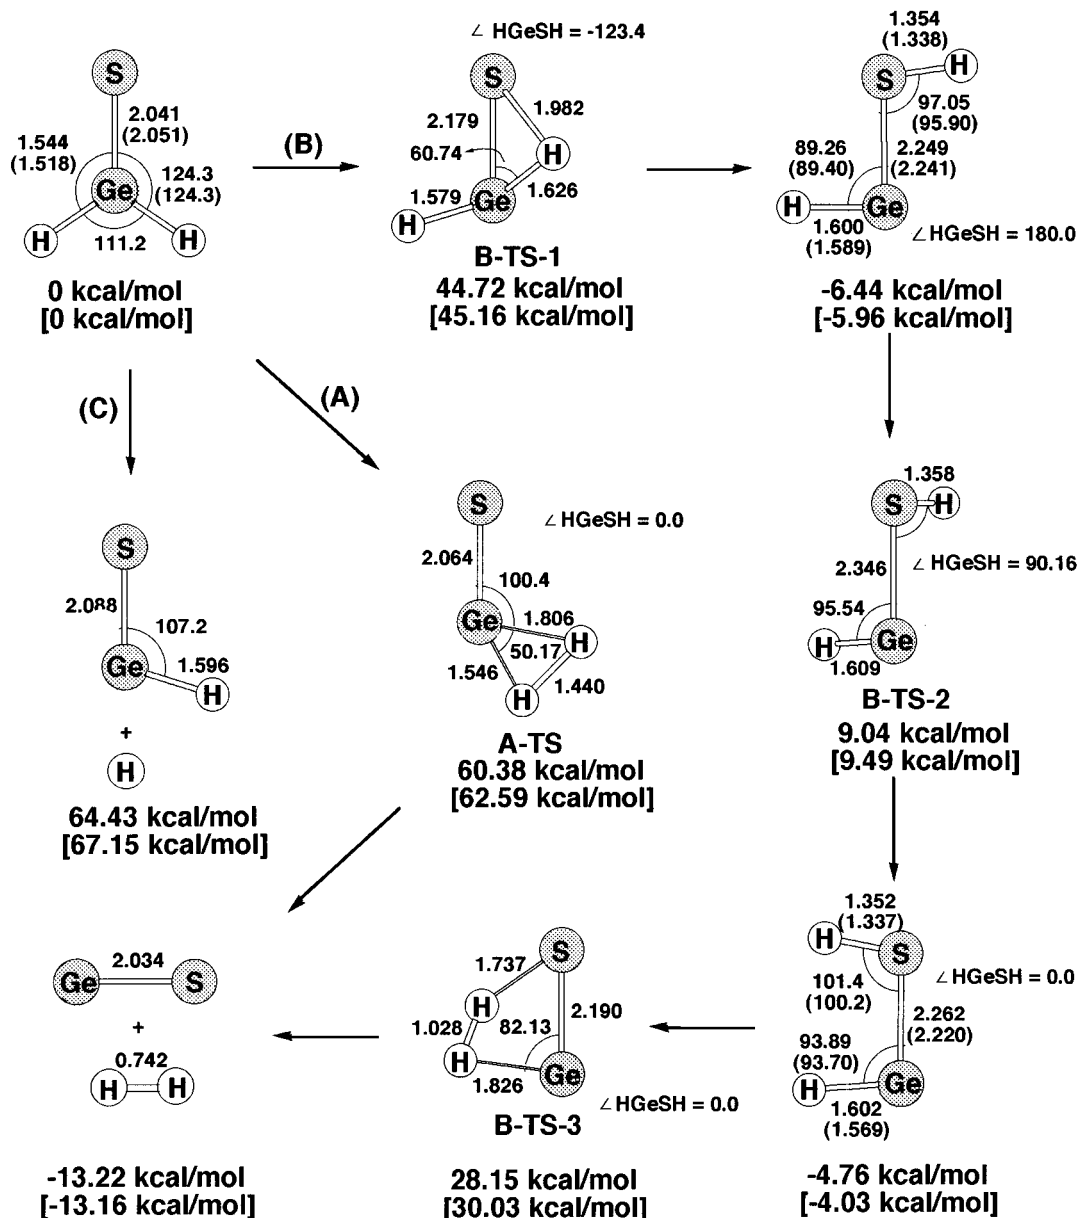 ∠ HGeSH = -123.4
S
2.041
(2.051)
1.544
(1.518)
124.3
(124.3)
Ge
H
H
111.2
0 kcal/mol
[0 kcal/mol]
(B)
S
1.982
2.179
60.74
H
1.579
Ge
1.626
H
B-TS-1
44.72 kcal/mol
[45.16 kcal/mol]
1.354
(1.338)
S
H
97.05
(95.90)
89.26
(89.40)
2.249
(2.241)
H
Ge
1.600
(1.589)
∠HGeSH = 180.0
-6.44 kcal/mol
[-5.96 kcal/mol]
(C)
(A)
S
2.088
107.2
Ge
1.596
H
+
H
64.43 kcal/mol
[67.15 kcal/mol]
S
∠ HGeSH = 0.0
2.064
100.4
Ge
1.806
H
50.17
1.546
1.440
H
A-TS
60.38 kcal/mol
[62.59 kcal/mol]
1.358
S
H
∠ HGeSH = 90.16
2.346
95.54
H
Ge
1.609
B-TS-2
9.04 kcal/mol
[9.49 kcal/mol]
Ge
2.034
S
+
0.742
H
H
-13.22 kcal/mol
[-13.16 kcal/mol]
S
1.737
H
2.190
1.028
82.13
H
Ge
1.826
∠ HGeSH = 0.0
B-TS-3
28.15 kcal/mol
[30.03 kcal/mol]
1.352
(1.337)
H
S
∠HGeSH = 0.0
101.4
(100.2)
2.262
(2.220)
93.89
(93.70)
H
Ge
1.602
(1.569)
-4.76 kcal/mol
[-4.03 kcal/mol]